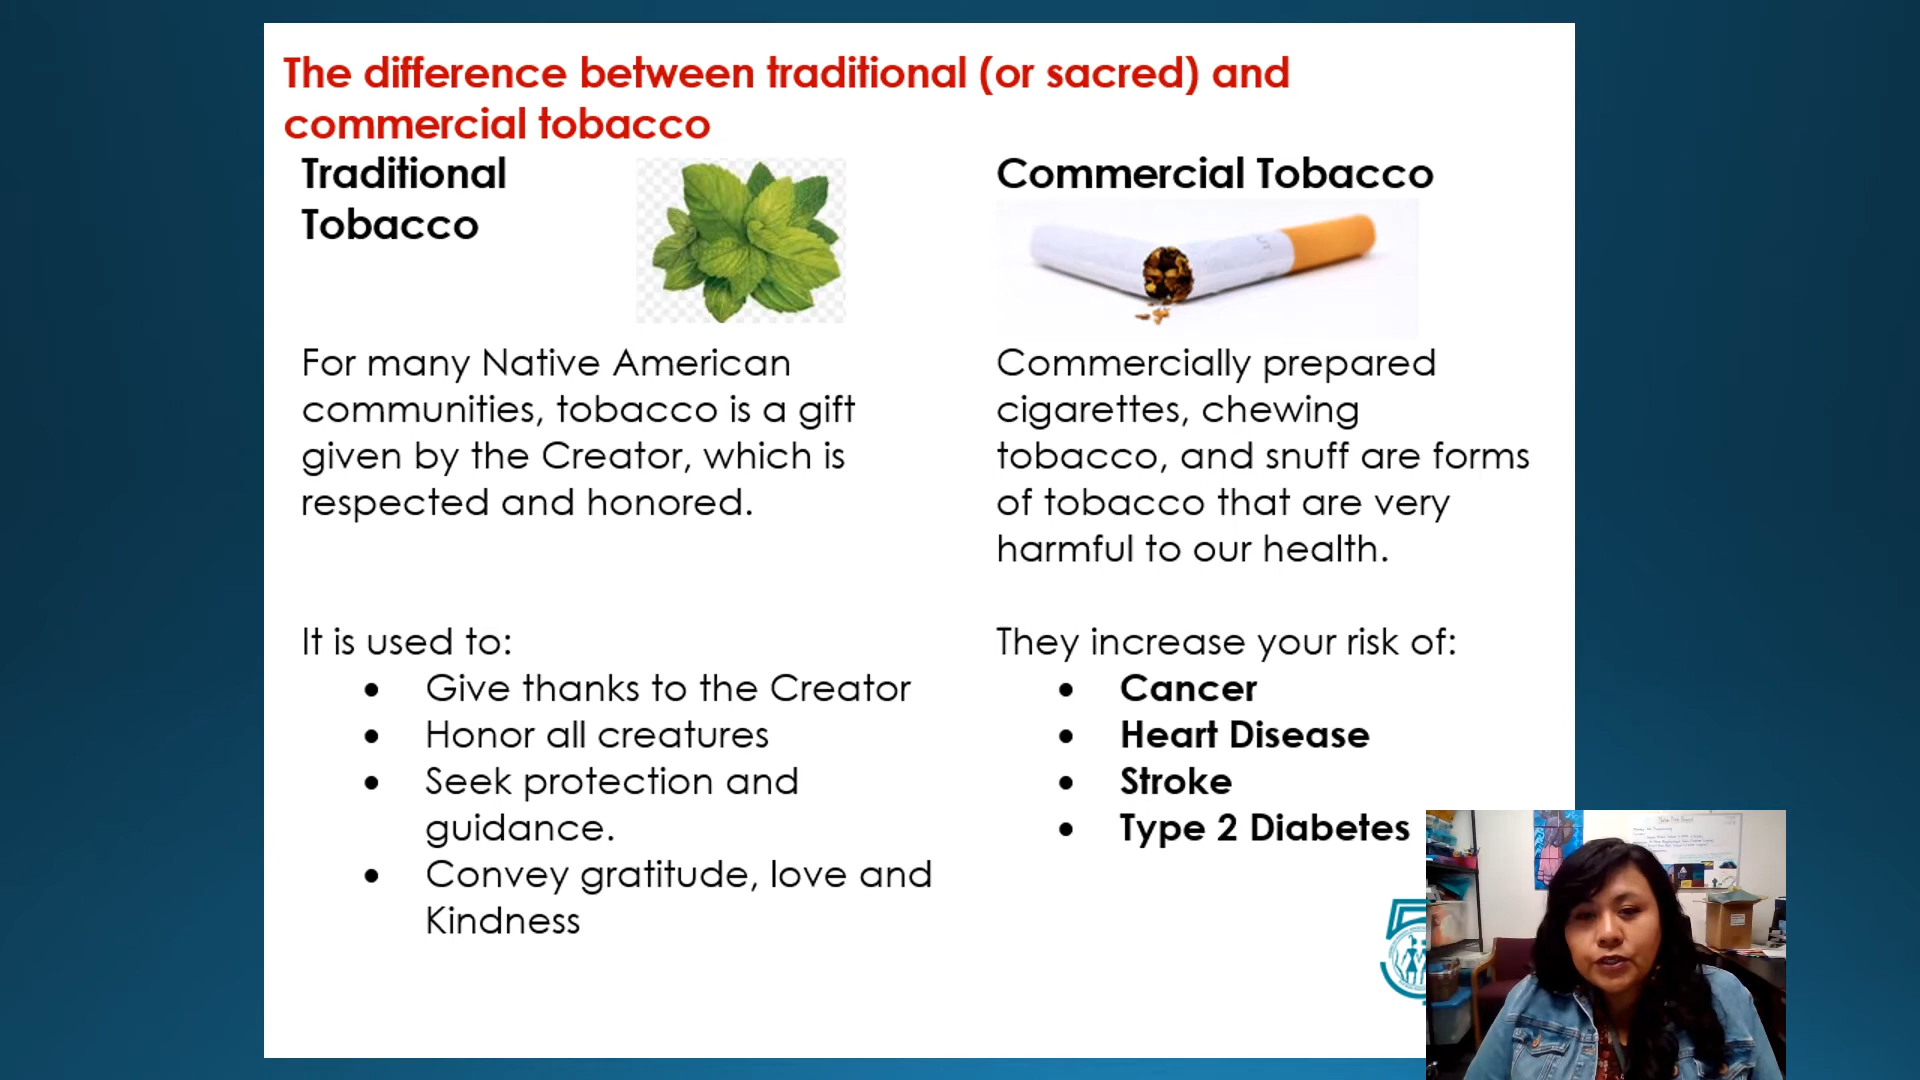 The difference between traditional (or sacred) and
commercial tobacco
Traditional
Tobacco
For many Native American
communities, tobacco is a gift
given by the Creator, which is
respected and honored.
It is used to:
• Give thanks to the Creator
• Honor all creatures
• Seek protection and
guidance.
• Convey gratitude, love and
Kindness
Commercial Tobacco
Commercially prepared
cigarettes, chewing
tobacco, and snuff are forms
of tobacco that are very
harmful to our health.
They increase your risk of:
• Cancer
• Heart Disease
• Stroke
• Type 2 Diabetes